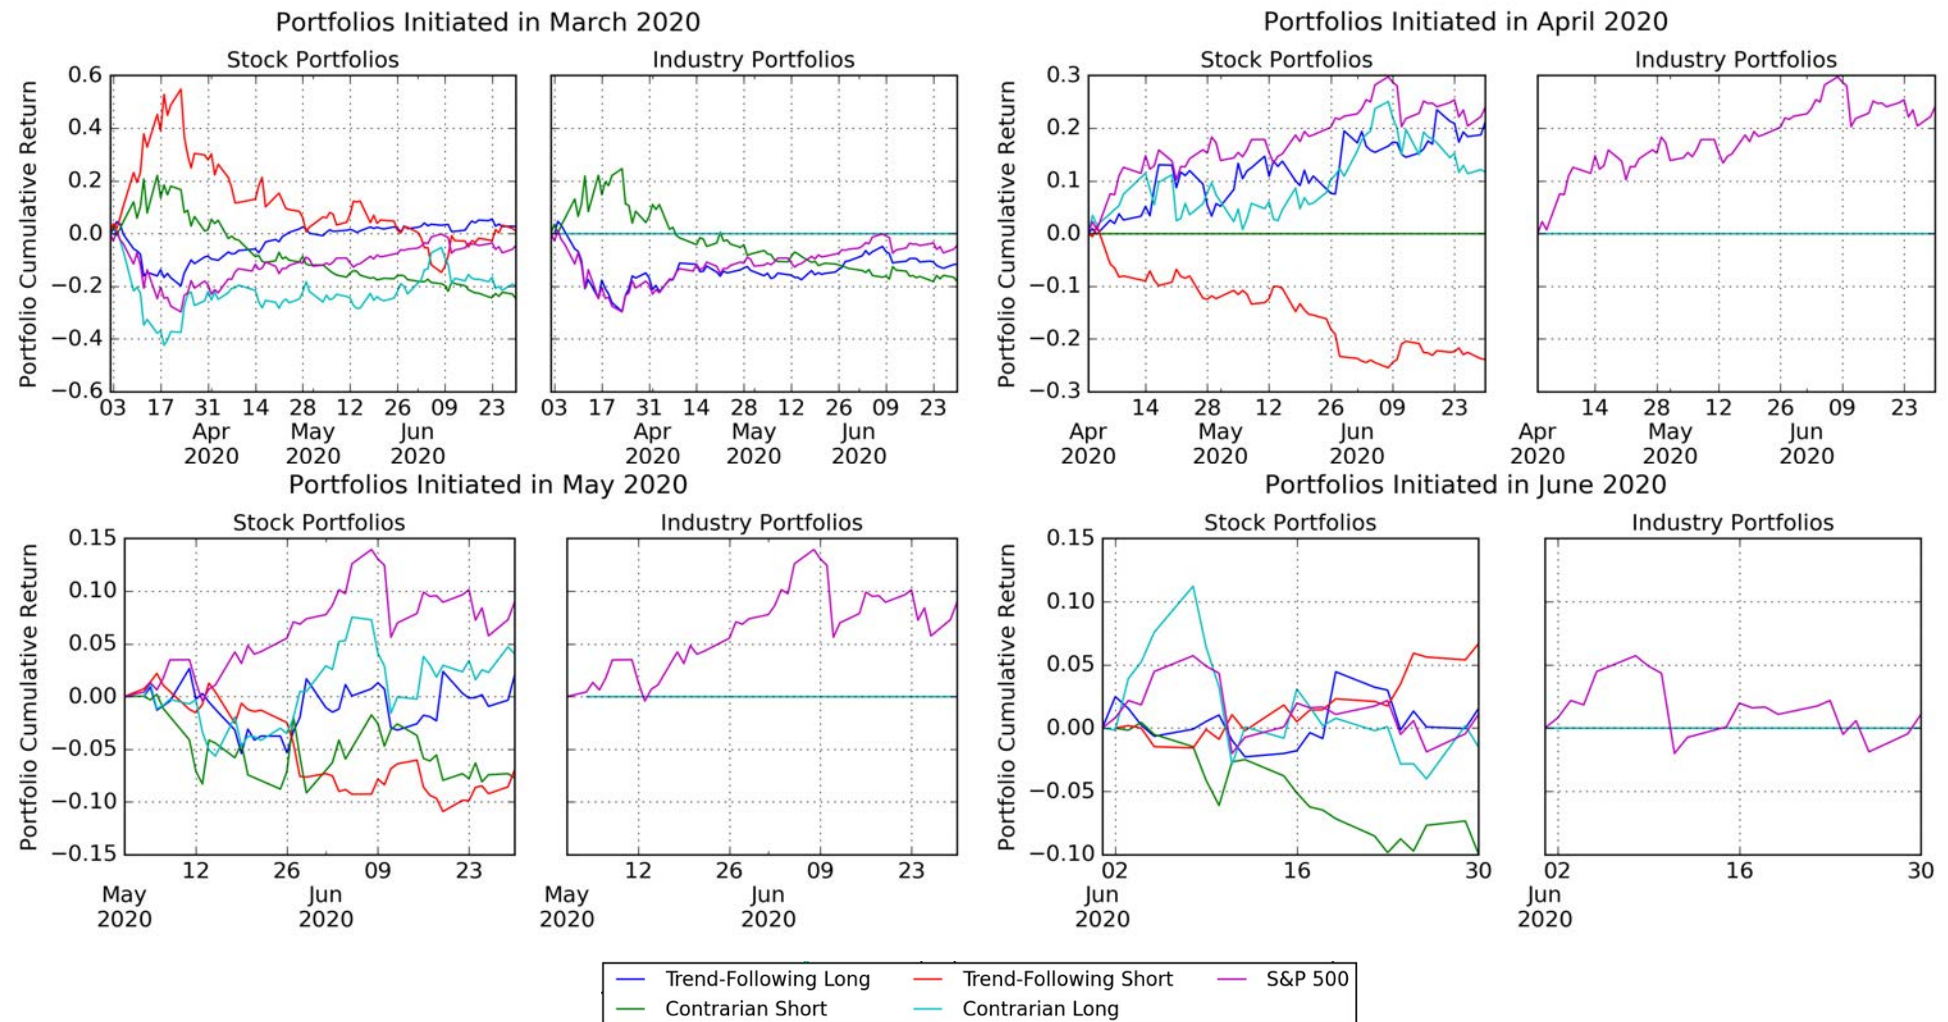 Portfolios Initiated in March 2020
Stock Portfolios
Industry Portfolios
Portfolio Cumulative Return
0.6
0.4
0.2
0.0
−0.2
−0.4
−0.6
03 17 31 14 28 12 26 09 23
Apr May Jun
2020 2020 2020
03 17 31 14 28 12 26 09 23
Apr May Jun
2020 2020 2020
Portfolios Initiated in April 2020
Stock Portfolios
Industry Portfolios
Portfolio Cumulative Return
0.3
0.2
0.1
0.0
−0.1
−0.2
−0.3
14 28 12 26 09 23
Apr May Jun
2020 2020 2020
14 28 12 26 09 23
Apr May Jun
2020 2020 2020
Portfolios Initiated in May 2020
Stock Portfolios
Industry Portfolios
Portfolio Cumulative Return
0.15
0.10
0.05
0.00
−0.05
−0.10
−0.15
12 26 09 23
May Jun
2020 2020
12 26 09 23
May Jun
2020 2020
Portfolios Initiated in June 2020
Stock Portfolios
Industry Portfolios
Portfolio Cumulative Return
0.15
0.10
0.05
0.00
−0.05
−0.10
02 16 30
Jun
2020
02 16 30
Jun
2020
Trend-Following Long Trend-Following Short S&P 500
Contrarian Short Contrarian Long